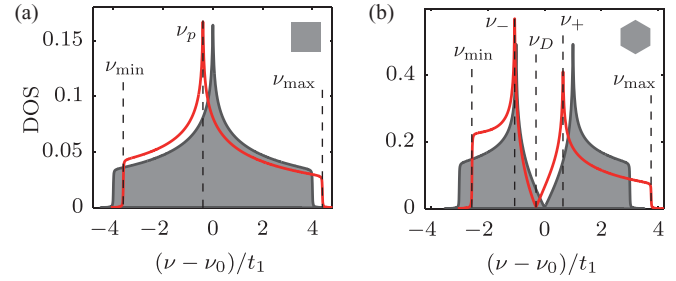 (a)
0.15
0.10
0.05
0
DOS
ν_min
ν_p
ν_max
−4 −2 0 2 4
(ν − ν_0)/t_1
(b)
0.4
0.2
0
ν_min
ν_−
ν_D
ν_+
ν_max
−4 −2 0 2 4
(ν − ν_0)/t_1